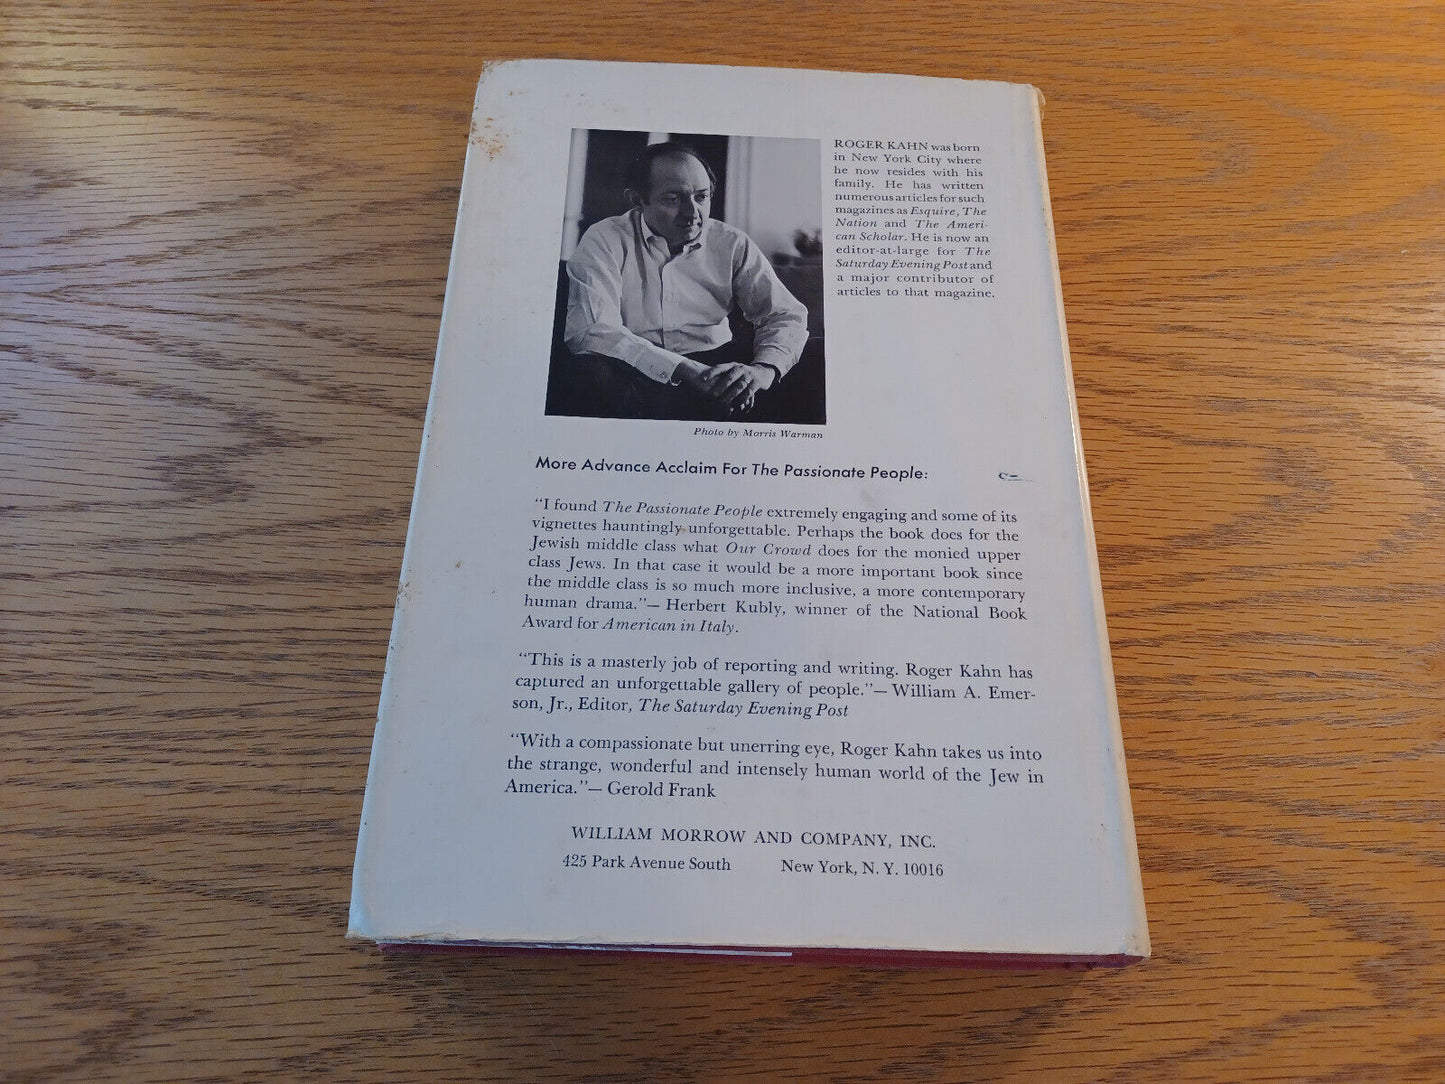 ROGER KAHN was born
in New York City where
he now resides with his
family. He has written
numerous articles for such
magazines as Esquire, The
Nation and The Ameri-
can Scholar. He is now an
editor-at-large for The
Saturday Evening Post and
a major contributor of
articles to that magazine.
Photo by Morris Warman
More Advance Acclaim For The Passionate People:
“I found The Passionate People extremely engaging and some of its
vignettes hauntingly unforgettable. Perhaps the book does for the
Jewish middle class what Our Crowd does for the monied upper
class Jews. In that case it would be a more important book since
the middle class is so much more inclusive, a more contemporary
human drama.”— Herbert Kubly, winner of the National Book
Award for American in Italy.
“This is a masterly job of reporting and writing. Roger Kahn has
captured an unforgettable gallery of people.”— William A. Emer-
son, Jr., Editor, The Saturday Evening Post
“With a compassionate but unerring eye, Roger Kahn takes us into
the strange, wonderful and intensely human world of the Jew in
America.”— Gerold Frank
WILLIAM MORROW AND COMPANY, INC.
425 Park Avenue South New York, N. Y. 10016